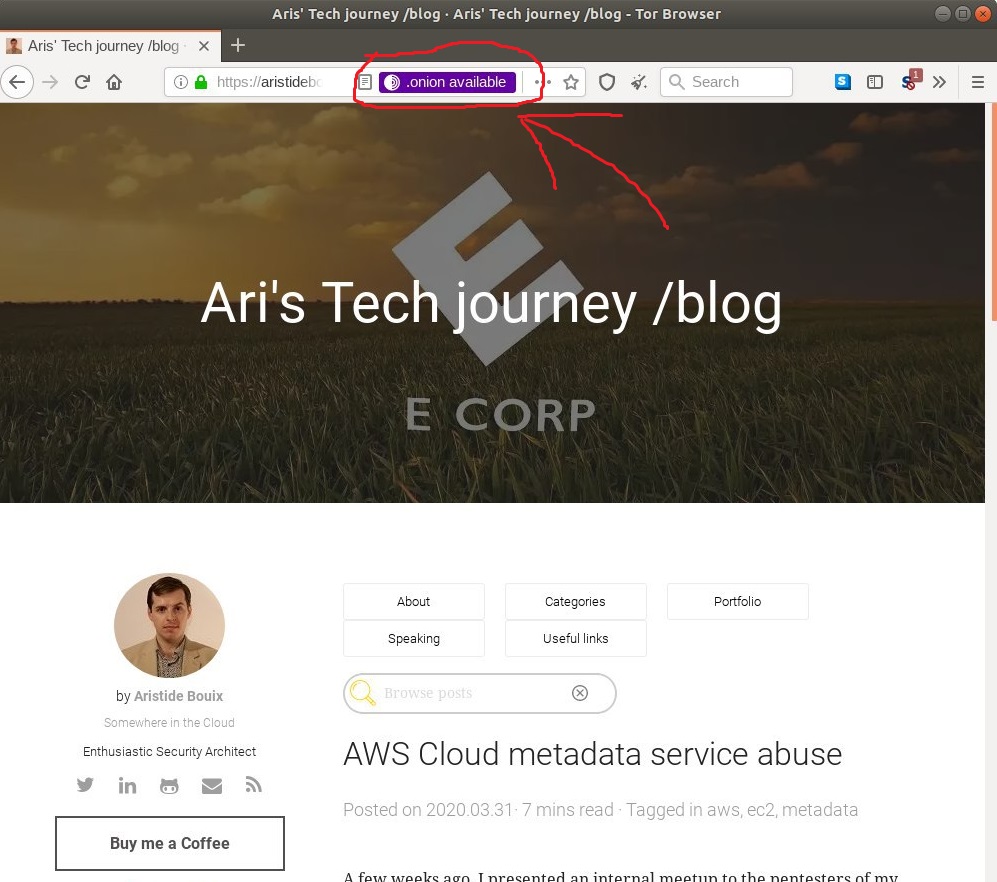 Aris' Tech journey /blog · Aris' Tech journey /blog - Tor Browser
Aris' Tech journey /blog ·
https://aristidebo
.onion available
Search
S
S
1
Ari's Tech journey /blog
E CORP
About
Categories
Portfolio
Speaking
Useful links
Browse posts
by Aristide Bouix
Somewhere in the Cloud
Enthusiastic Security Architect
Buy me a Coffee
AWS Cloud metadata service abuse
Posted on 2020.03.31· 7 mins read · Tagged in aws, ec2, metadata
A few weeks ago, I presented an internal meetup to the pentesters of my